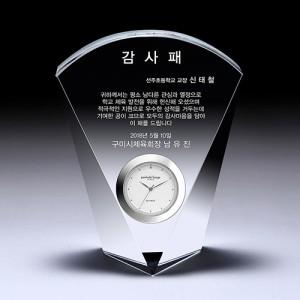 감사패
선주초등학교 교장 신태철
귀하께서는 평소 남다른 관심과 열정으로
학교 체육 발전을 위해 헌신해 오셨으며
적극적인 지원으로 우수한 성적을 거두는데
기여한 공이 크므로 모두의 감사마음을 담아
이 패를 드립니다
2018년 5월 10일
구미시체육회장 남유진